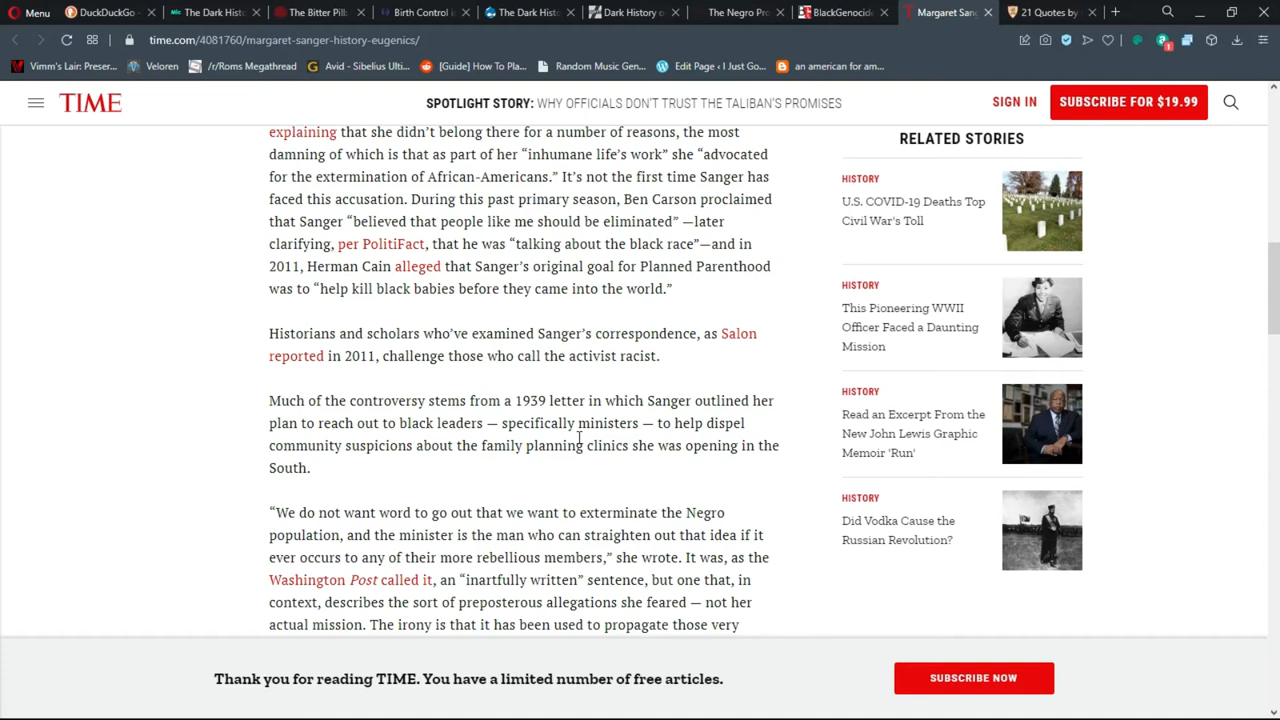 Menu
DuckDuckGo -
The Dark Hist
The Bitter Pill
Birth Control i
The Dark Hist
Dark History o
The Negro Pro
BlackGenocide
Margaret Sang
21 Quotes by
time.com/4081760/margaret-sanger-history-eugenics/
1
Vimm's Lair: Preser...
Veloren
/r/Roms Megathread
Avid - Sibelius Ulti...
[Guide] How To Pla...
Random Music Gen...
Edit Page ‹ I Just Go...
an american for am...
TIME
SPOTLIGHT STORY: WHY OFFICIALS DON'T TRUST THE TALIBAN'S PROMISES
SIGN IN
SUBSCRIBE FOR $19.99
explaining that she didn't belong there for a number of reasons, the most
damning of which is that as part of her “inhumane life's work” she “advocated
for the extermination of African-Americans.” It's not the first time Sanger has
faced this accusation. During this past primary season, Ben Carson proclaimed
that Sanger “believed that people like me should be eliminated” —later
clarifying, per PolitiFact, that he was “talking about the black race”—and in
2011, Herman Cain alleged that Sanger's original goal for Planned Parenthood
was to “help kill black babies before they came into the world.”
Historians and scholars who've examined Sanger's correspondence, as Salon
reported in 2011, challenge those who call the activist racist.
Much of the controversy stems from a 1939 letter in which Sanger outlined her
plan to reach out to black leaders — specifically ministers — to help dispel
community suspicions about the family planning clinics she was opening in the
South.
“We do not want word to go out that we want to exterminate the Negro
population, and the minister is the man who can straighten out that idea if it
ever occurs to any of their more rebellious members,” she wrote. It was, as the
Washington Post called it, an “inartfully written” sentence, but one that, in
context, describes the sort of preposterous allegations she feared — not her
actual mission. The irony is that it has been used to propagate those very
RELATED STORIES
HISTORY
U.S. COVID-19 Deaths Top
Civil War's Toll
HISTORY
This Pioneering WWII
Officer Faced a Daunting
Mission
HISTORY
Read an Excerpt From the
New John Lewis Graphic
Memoir 'Run'
HISTORY
Did Vodka Cause the
Russian Revolution?
Thank you for reading TIME. You have a limited number of free articles.
SUBSCRIBE NOW